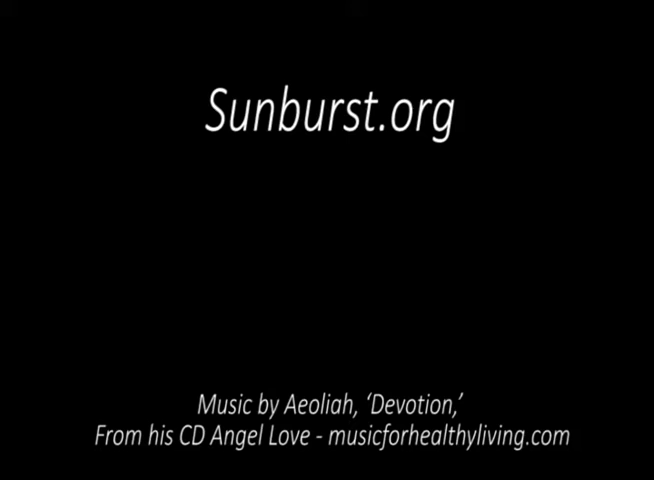 Sunburst.org
Music by Aeoliah, ‘Devotion,’
From his CD Angel Love - musicforhealthyliving.com